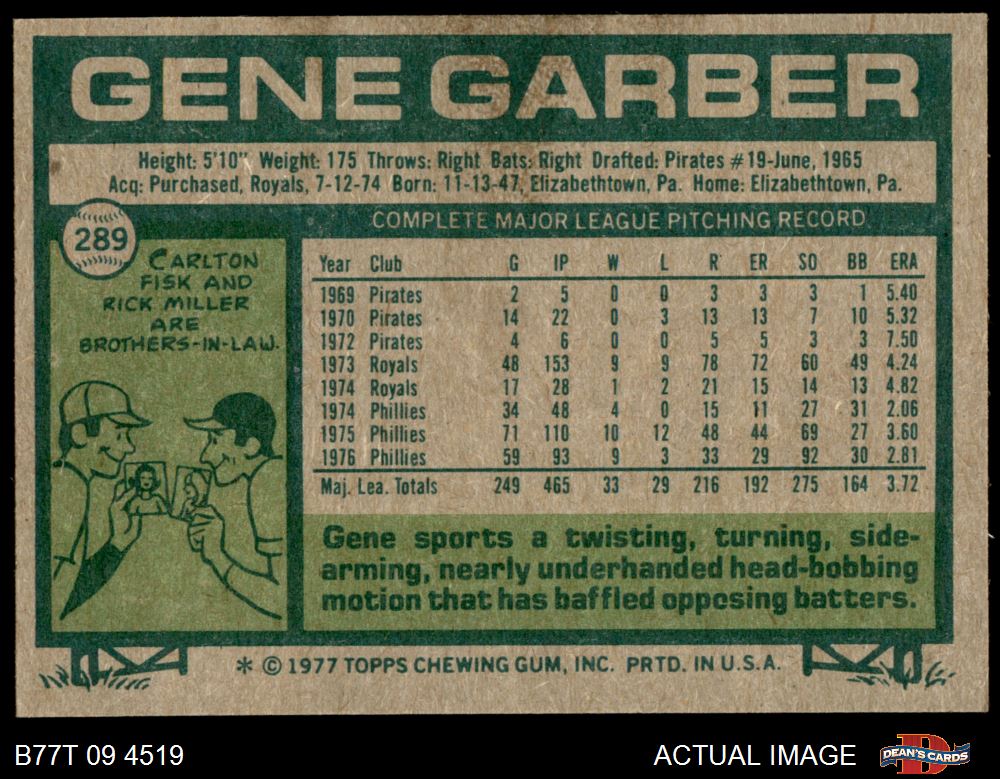 GENE GARBER
Height: 5'10" Weight: 175 Throws: Right Bats: Right Drafted: Pirates #19-June, 1965
Acq: Purchased, Royals, 7-12-74 Born: 11-13-47, Elizabethtown, Pa. Home: Elizabethtown, Pa.
COMPLETE MAJOR LEAGUE PITCHING RECORD
289
CARLTON
FISK AND
RICK MILLER
ARE
BROTHERS-IN-LAW.
Year Club G IP W L R ER SO BB ERA
1969 Pirates 2 5 0 0 3 3 3 1 5.40
1970 Pirates 14 22 0 3 13 13 7 10 5.32
1972 Pirates 4 6 0 0 5 5 3 3 7.50
1973 Royals 48 153 9 9 78 72 60 49 4.24
1974 Royals 17 28 1 2 21 15 14 13 4.82
1974 Phillies 34 48 4 0 15 11 27 31 2.06
1975 Phillies 71 110 10 12 48 44 69 27 3.60
1976 Phillies 59 93 9 3 33 29 92 30 2.81
Maj. Lea. Totals 249 465 33 29 216 192 275 164 3.72
Gene sports a twisting, turning, side-
arming, nearly underhanded head-bobbing
motion that has baffled opposing batters.
* © 1977 TOPPS CHEWING GUM, INC. PRTD. IN U.S.A.
B77T 09 4519
ACTUAL IMAGE
D
DEAN'S CARDS